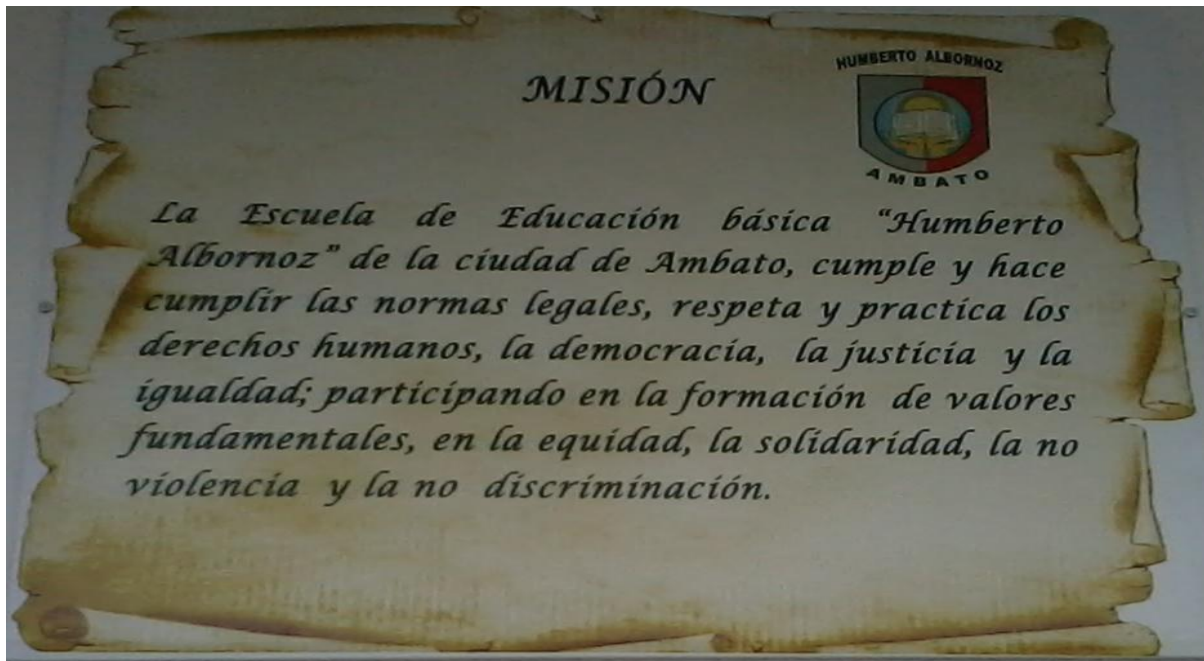 HUMBERTO ALBORNOZ
MISIÓN
AMBATO
La Escuela de Educación básica “Humberto
Albornoz” de la ciudad de Ambato, cumple y hace
cumplir las normas legales, respeta y practica los
derechos humanos, la democracia, la justicia y la
igualdad; participando en la formación de valores
fundamentales, en la equidad, la solidaridad, la no
violencia y la no discriminación.